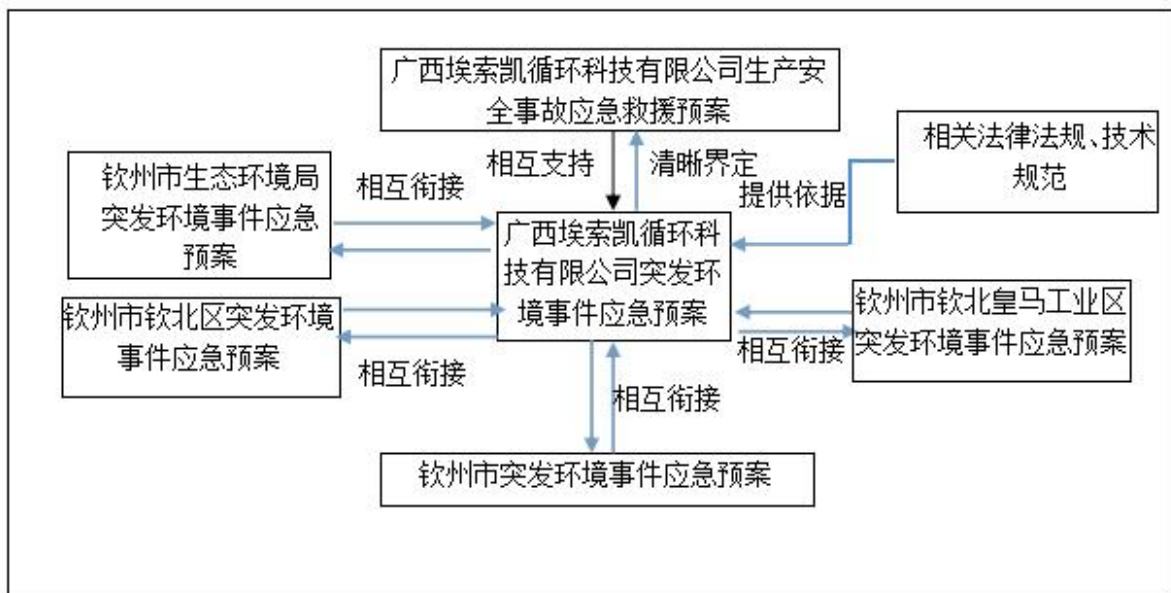 广西埃索凯循环科技有限公司生产安
全事故应急救援预案
相关法律法规、技术
规范
相互支持
清晰界定
提供依据
钦州市生态环境局
突发环境事件应急
预案
相互衔接
广西埃索凯循环科
技有限公司突发环
境事件应急预案
钦州市钦北区突发环境
事件应急预案
相互衔接
钦州市钦北皇马工业区
突发环境事件应急预案
相互衔接
相互衔接
钦州市突发环境事件应急预案